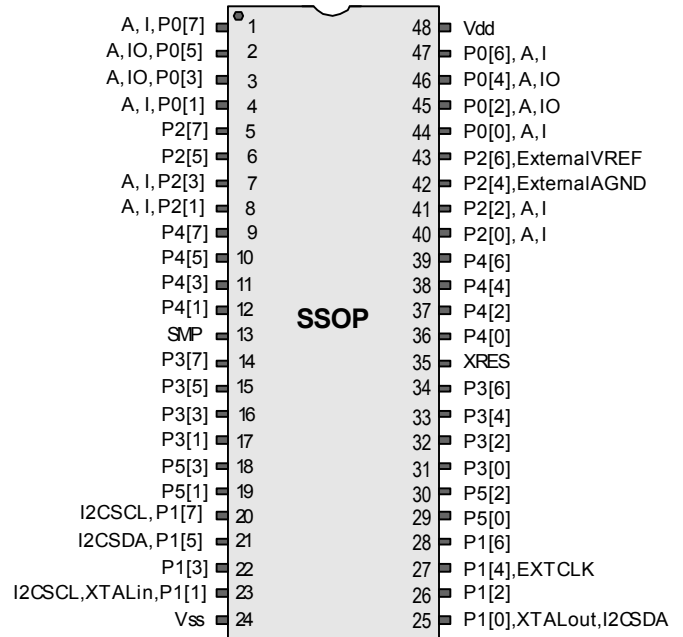 A, I, P0[7] 1 48 Vdd
A, IO, P0[5] 2 47 P0[6], A, I
A, IO, P0[3] 3 46 P0[4], A, IO
A, I, P0[1] 4 45 P0[2], A, IO
P2[7] 5 44 P0[0], A, I
P2[5] 6 43 P2[6], External VREF
A, I, P2[3] 7 42 P2[4], External AGND
A, I, P2[1] 8 41 P2[2], A, I
P4[7] 9 40 P2[0], A, I
P4[5] 10 39 P4[6]
P4[3] 11 38 P4[4]
P4[1] 12 37 P4[2]
SSOP
SMP 13 36 P4[0]
P3[7] 14 35 XRES
P3[5] 15 34 P3[6]
P3[3] 16 33 P3[4]
P3[1] 17 32 P3[2]
P5[3] 18 31 P3[0]
P5[1] 19 30 P5[2]
I2CSCL, P1[7] 20 29 P5[0]
I2CSDA, P1[5] 21 28 P1[6]
P1[3] 22 27 P1[4], EXTCLK
I2CSCL, XTALin, P1[1] 23 26 P1[2]
Vss 24 25 P1[0], XTALout, I2CSDA